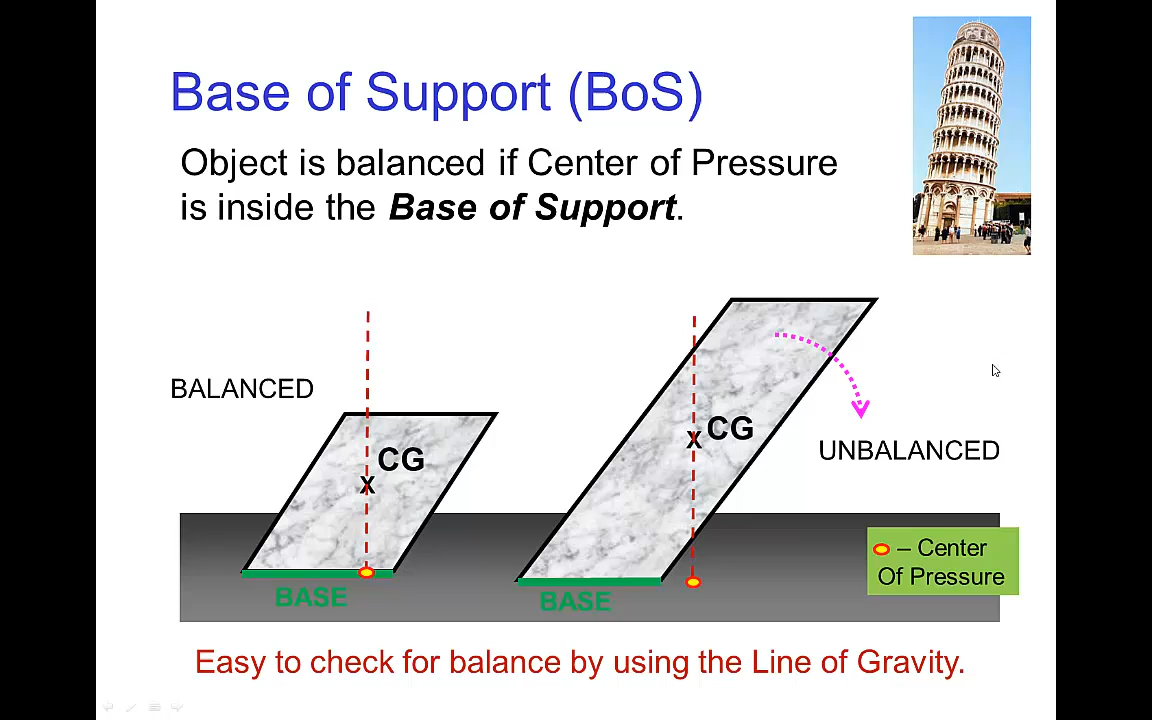 Base of Support (BoS)
Object is balanced if Center of Pressure
is inside the Base of Support.
BALANCED
CG
X
BASE
CG
X
UNBALANCED
BASE
– Center
Of Pressure
Easy to check for balance by using the Line of Gravity.